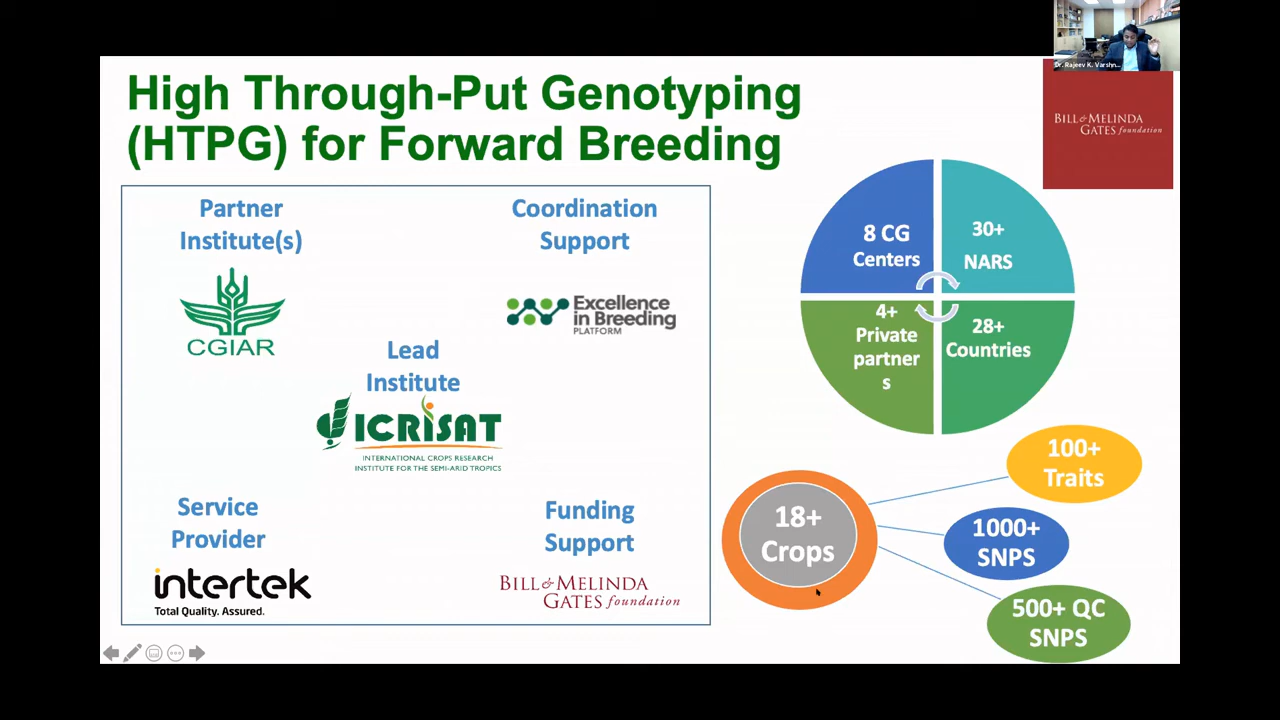 Dr. Rajeev K. Varshn...
High Through-Put Genotyping
(HTPG) for Forward Breeding
BILL & MELINDA
GATES foundation
Partner
Institute(s)
CGIAR
Coordination
Support
Excellence
in Breeding
PLATFORM
Lead
Institute
ICRISAT
INTERNATIONAL CROPS RESEARCH
INSTITUTE FOR THE SEMI-ARID TROPICS
Service
Provider
intertek
Total Quality. Assured.
Funding
Support
BILL & MELINDA
GATES foundation
8 CG
Centers
30+
NARS
4+
Private
partner
s
28+
Countries
18+
Crops
100+
Traits
1000+
SNPS
500+ QC
SNPS